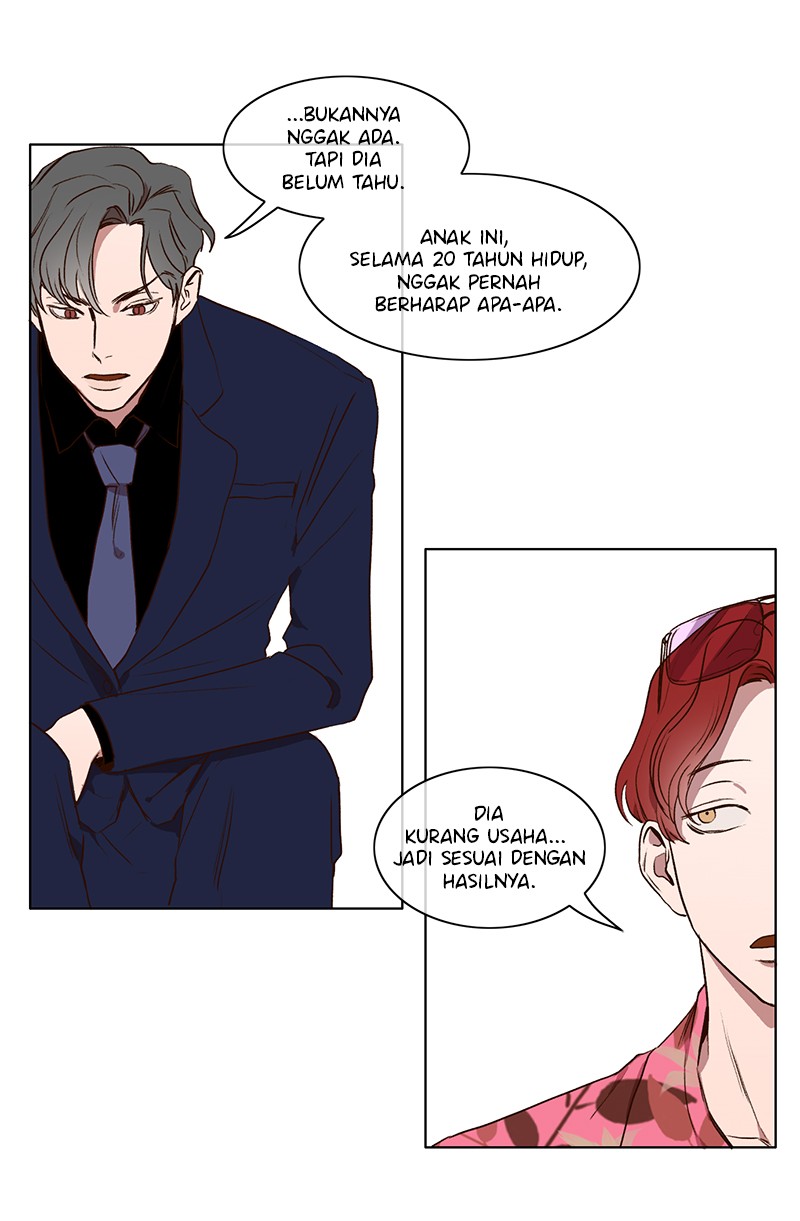 ...BUKANNYA
NGGAK ADA.
TAPI DIA
BELUM TAHU.
ANAK INI,
SELAMA 20 TAHUN HIDUP,
NGGAK PERNAH
BERHARAP APA-APA.
DIA
KURANG USAHA...
JADI SESUAI DENGAN
HASILNYA.